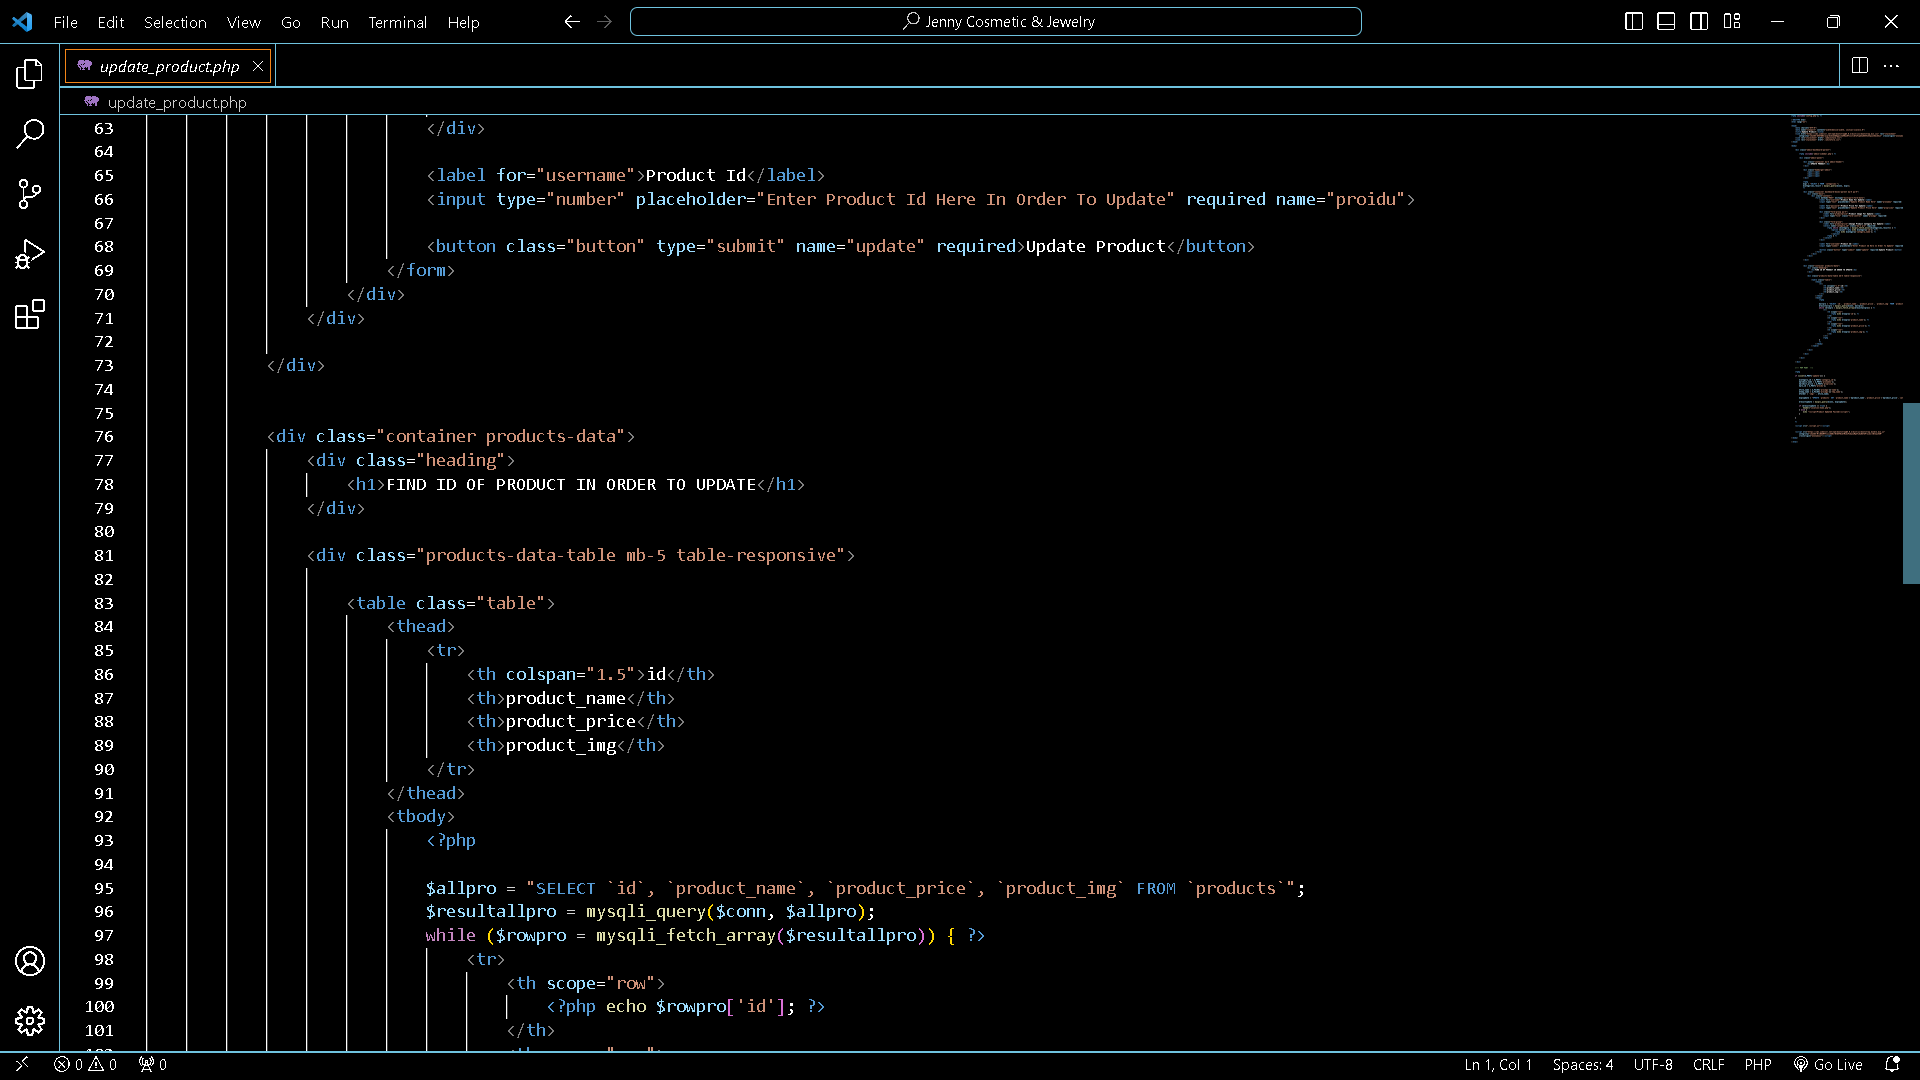 File Edit Selection View Go Run Terminal Help
Jenny Cosmetic & Jewelry
update_product.php
update_product.php
63 </div>
64
65 <label for="username">Product Id</label>
66 <input type="number" placeholder="Enter Product Id Here In Order To Update" required name="proidu">
67
68 <button class="button" type="submit" name="update" required>Update Product</button>
69 </form>
70 </div>
71 </div>
72
73 </div>
74
75
76 <div class="container products-data">
77 <div class="heading">
78 <h1>FIND ID OF PRODUCT IN ORDER TO UPDATE</h1>
79 </div>
80
81 <div class="products-data-table mb-5 table-responsive">
82
83 <table class="table">
84 <thead>
85 <tr>
86 <th colspan="1.5">id</th>
87 <th>product_name</th>
88 <th>product_price</th>
89 <th>product_img</th>
90 </tr>
91 </thead>
92 <tbody>
93 <?php
94
95 $allpro = "SELECT `id`, `product_name`, `product_price`, `product_img` FROM `products`";
96 $resultallpro = mysqli_query($conn, $allpro);
97 while ($rowpro = mysqli_fetch_array($resultallpro)) { ?>
98 <tr>
99 <th scope="row">
100 <?php echo $rowpro['id']; ?>
101 </th>
0 0 0 Ln 1, Col 1 Spaces: 4 UTF-8 CRLF PHP Go Live